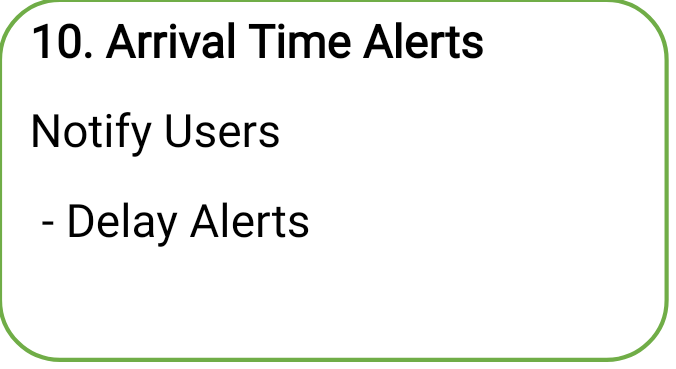 10. Arrival Time Alerts
Notify Users
- Delay Alerts